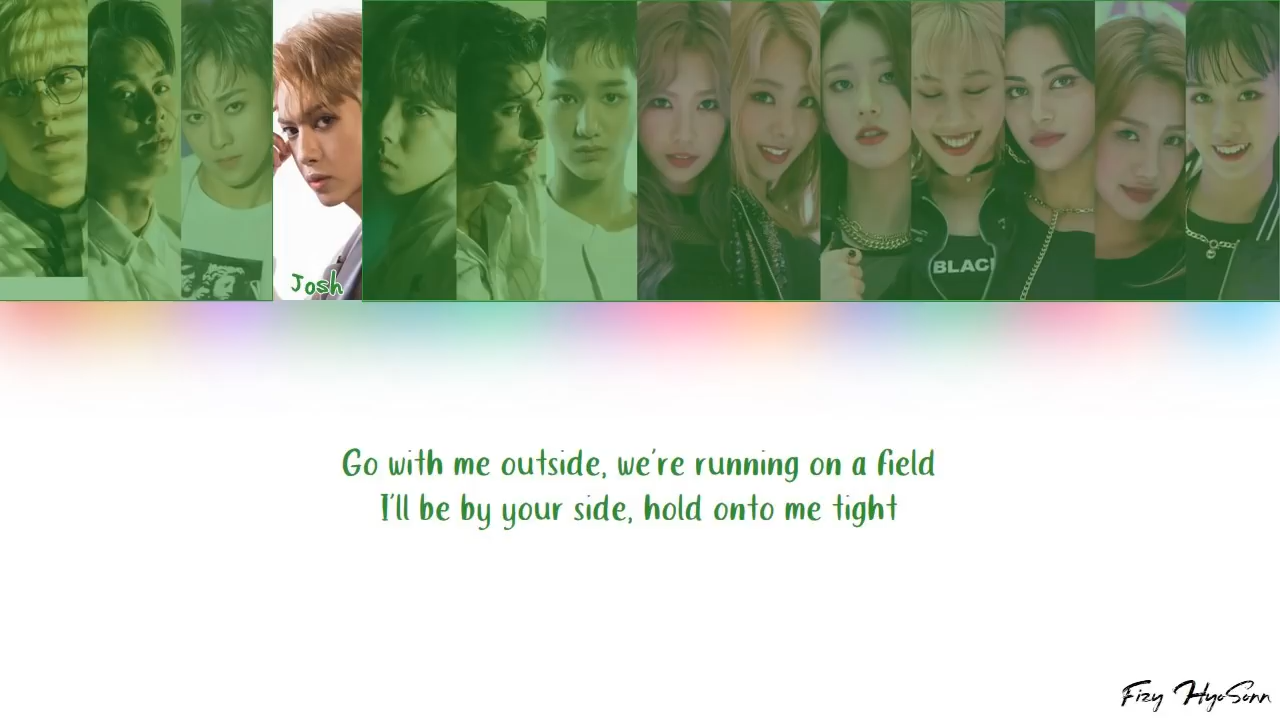 Josh
BLACK
Go with me outside, we're running on a field
I'll be by your side, hold onto me tight
Fizy HyoSonn